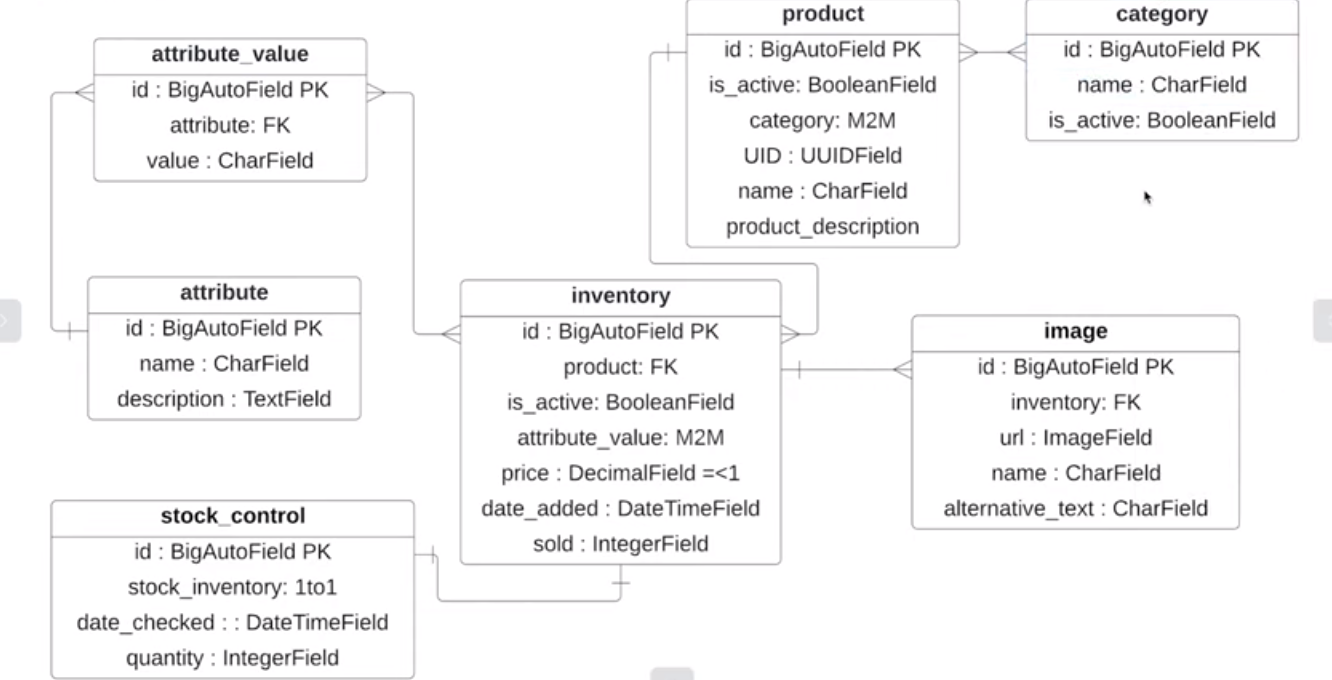 product
id : BigAutoField PK
is_active: BooleanField
category: M2M
UID : UUIDField
name : CharField
product_description
category
id : BigAutoField PK
name : CharField
is_active: BooleanField
attribute_value
id : BigAutoField PK
attribute: FK
value : CharField
attribute
id : BigAutoField PK
name : CharField
description : TextField
inventory
id : BigAutoField PK
product: FK
is_active: BooleanField
attribute_value: M2M
price : DecimalField =<1
date_added : DateTimeField
sold : IntegerField
image
id : BigAutoField PK
inventory: FK
url : ImageField
name : CharField
alternative_text : CharField
stock_control
id : BigAutoField PK
stock_inventory: 1to1
date_checked : : DateTimeField
quantity : IntegerField